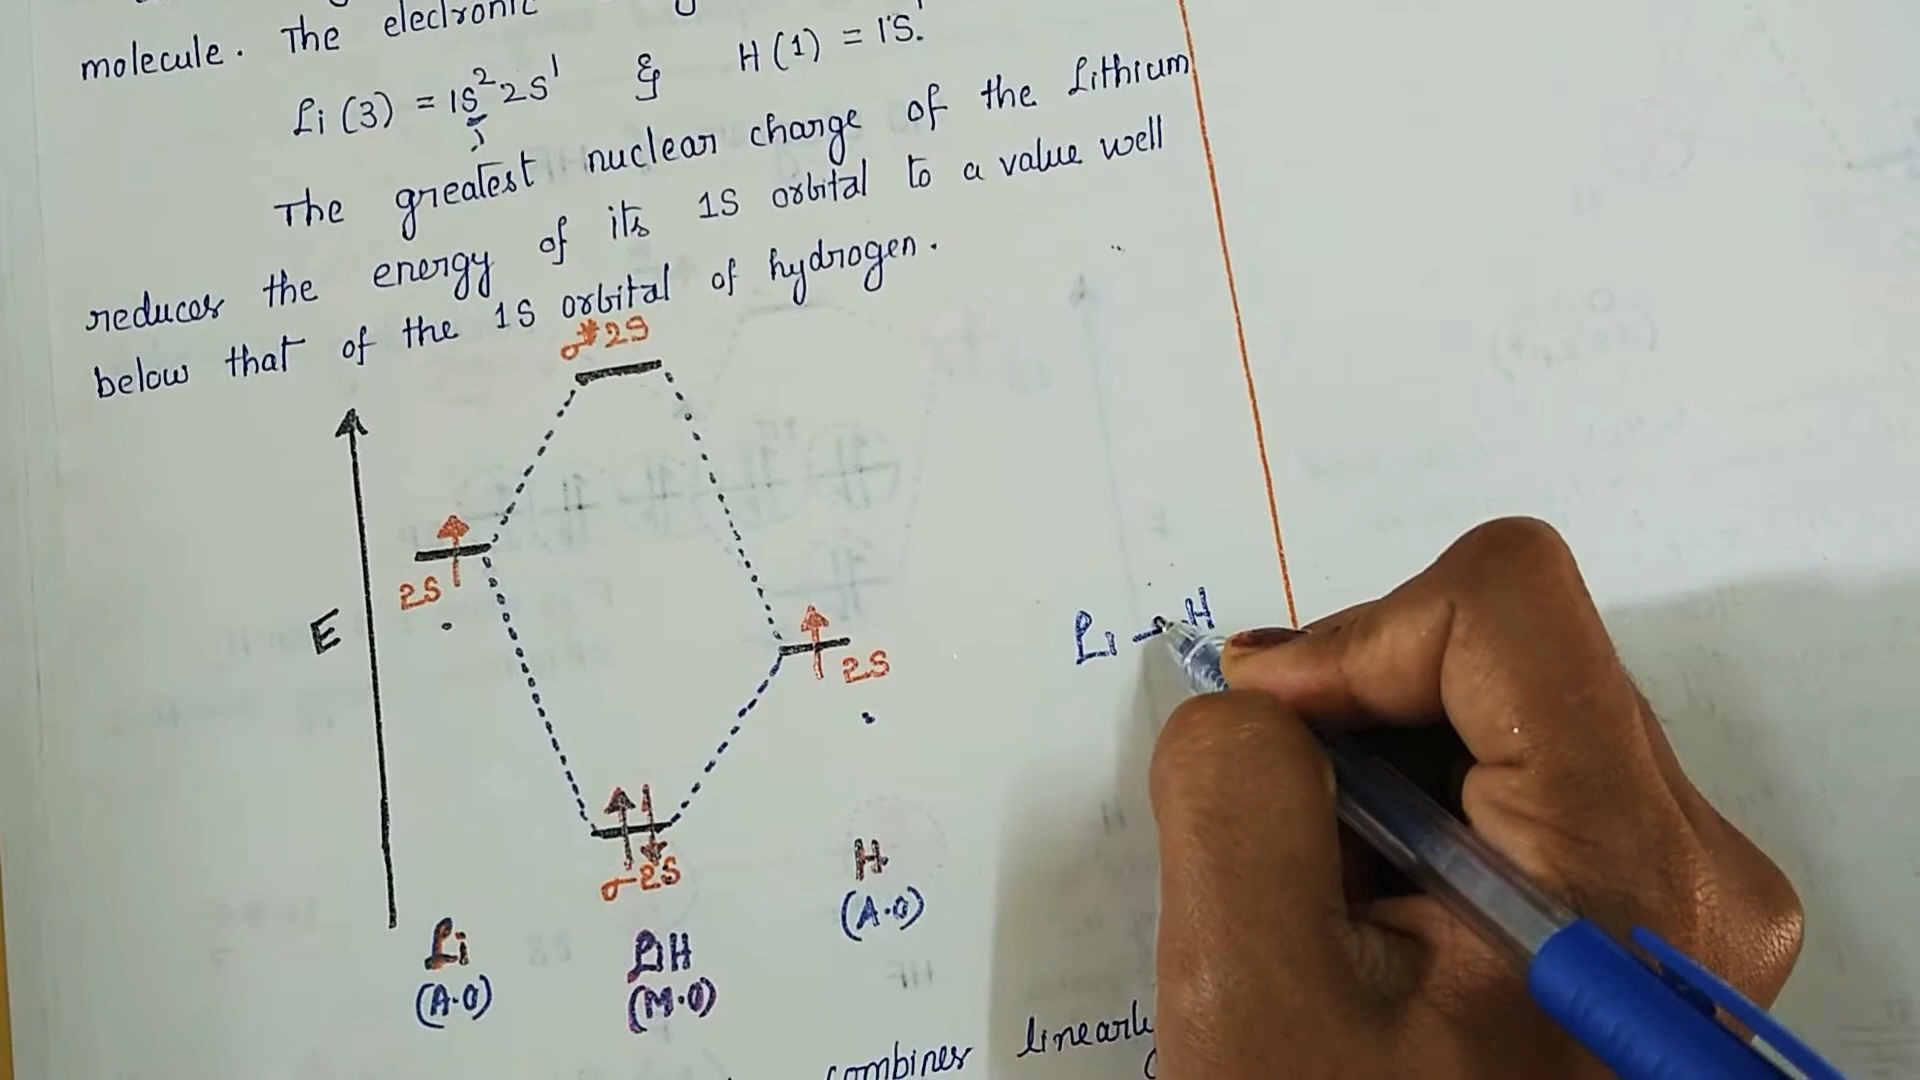 molecule. The electronic
Li (3) = 1S² 2S¹ & H (1) = 1S¹.
The greatest nuclear charge of the Lithium
reduces the energy of its 1S orbital to a value well
below that of the 1S orbital of hydrogen.
σ*2S
2S
E
2S
Li - H
σ2S
H
(A.O)
Li
(A.O)
LiH
(M.O)
combines linearly